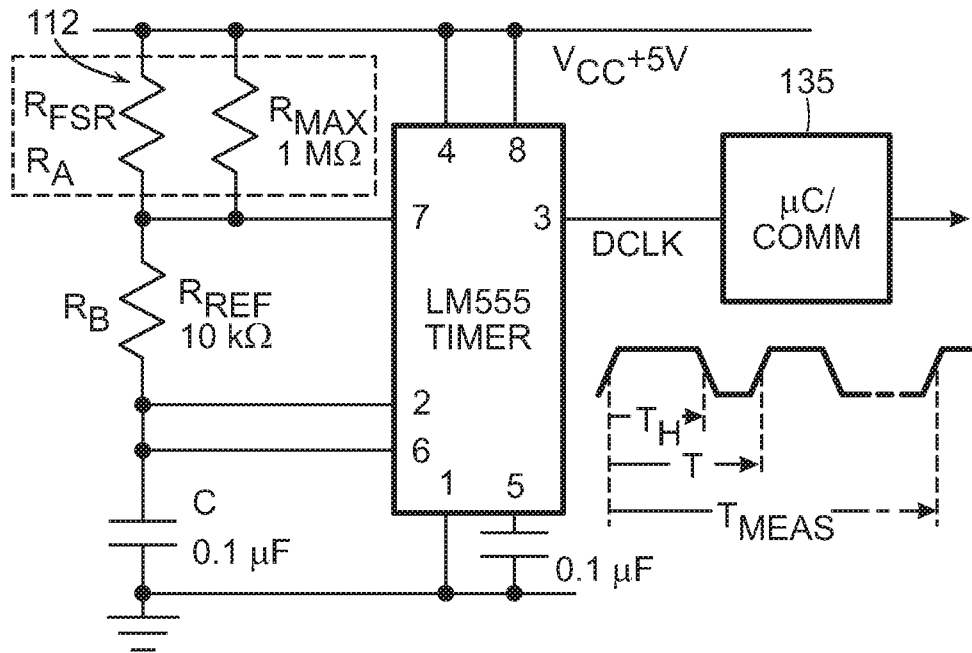 112
V_CC+5V
135
R_FSR
R_MAX
1 MΩ
R_A
4 8
7
3
DCLK
µC/
COMM
R_B
R_REF
10 kΩ
LM555
TIMER
2
6
1 5
T_H
T
T_MEAS
C
0.1 µF
0.1 µF